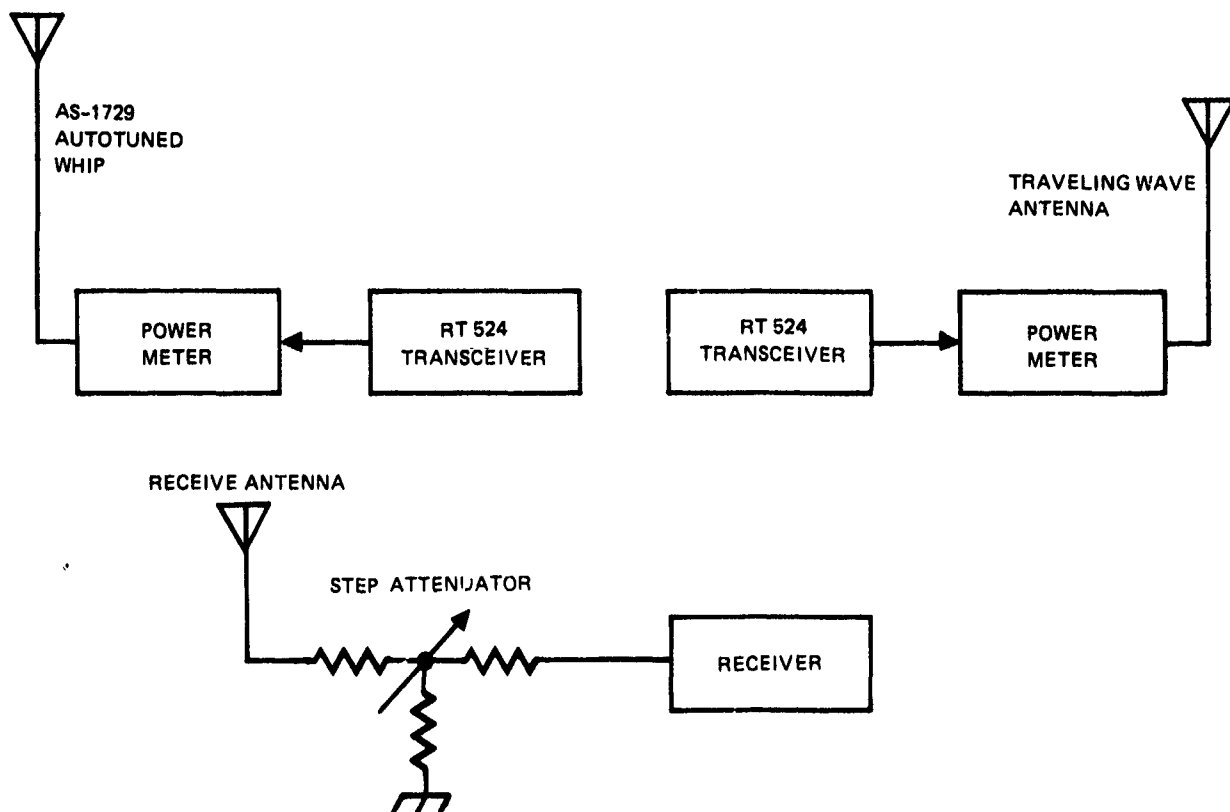 AS-1729
AUTOTUNED
WHIP
TRAVELING WAVE
ANTENNA
POWER
METER
RT 524
TRANSCEIVER
RT 524
TRANSCEIVER
POWER
METER
RECEIVE ANTENNA
STEP ATTENUATOR
RECEIVER